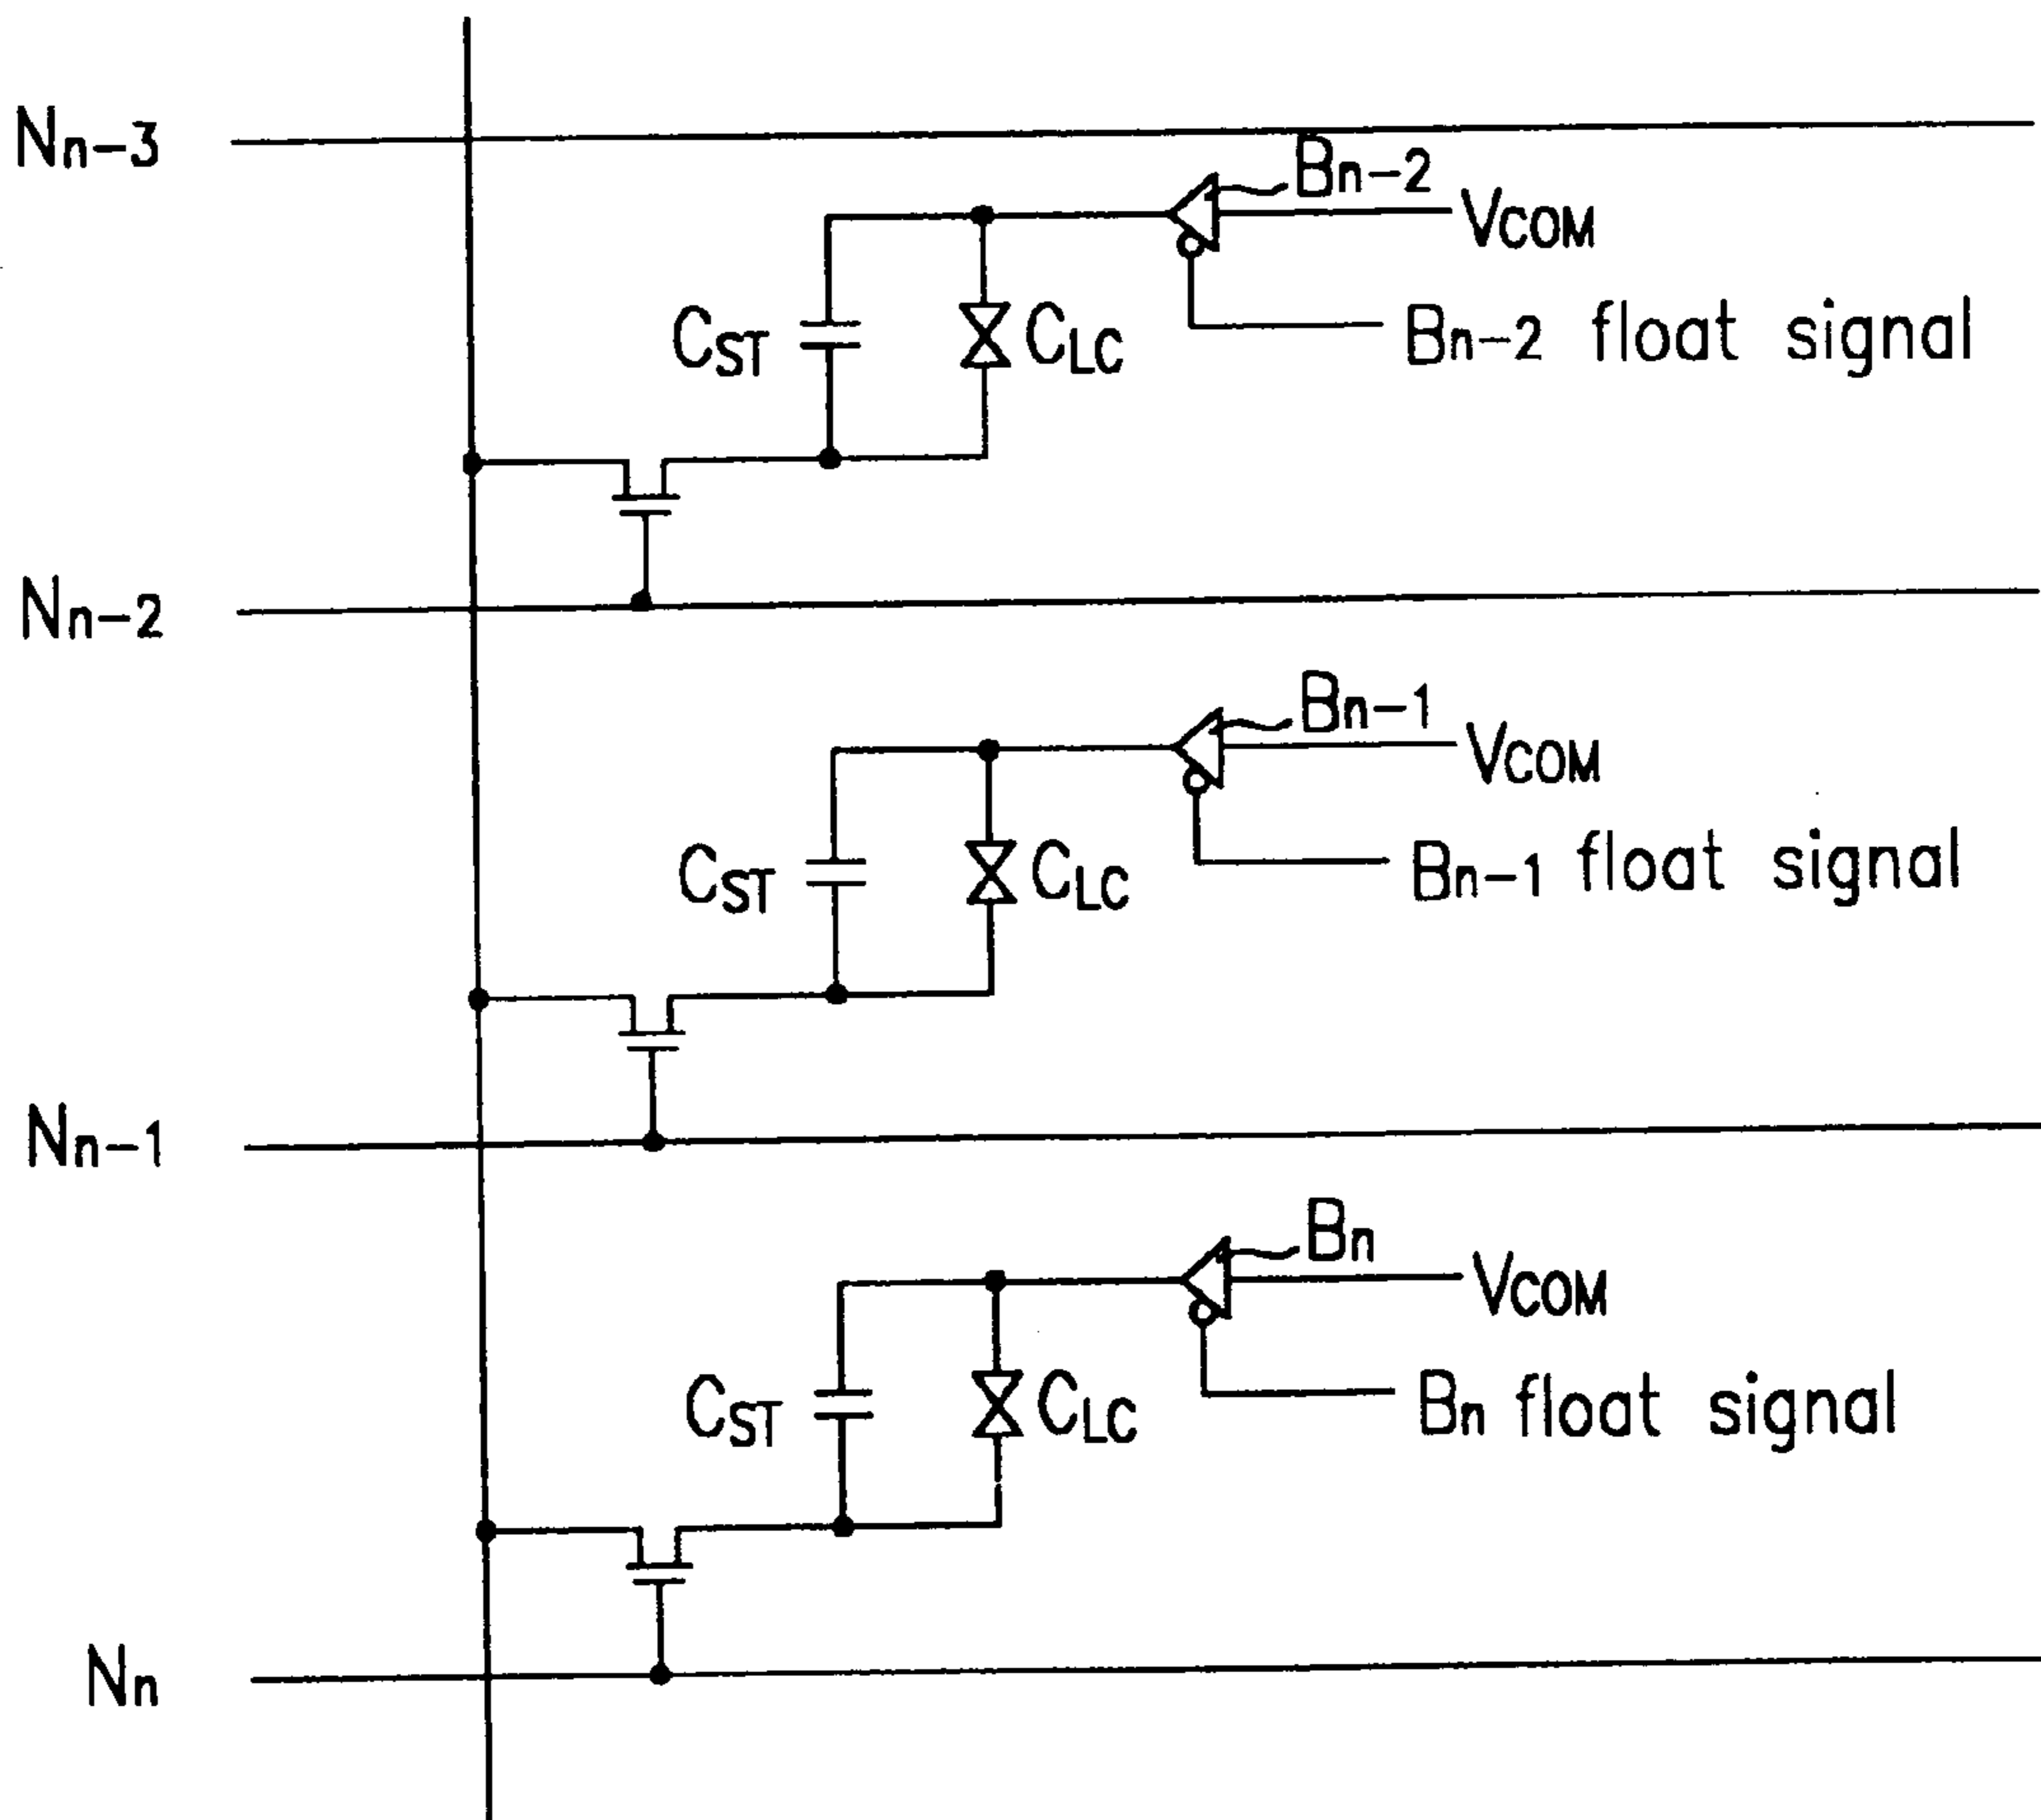 Nn-3
Bn-2
VCOM
CST
CLC
Bn-2 float signal
Nn-2
Bn-1
VCOM
CST
CLC
Bn-1 float signal
Nn-1
Bn
VCOM
CST
CLC
Bn float signal
Nn